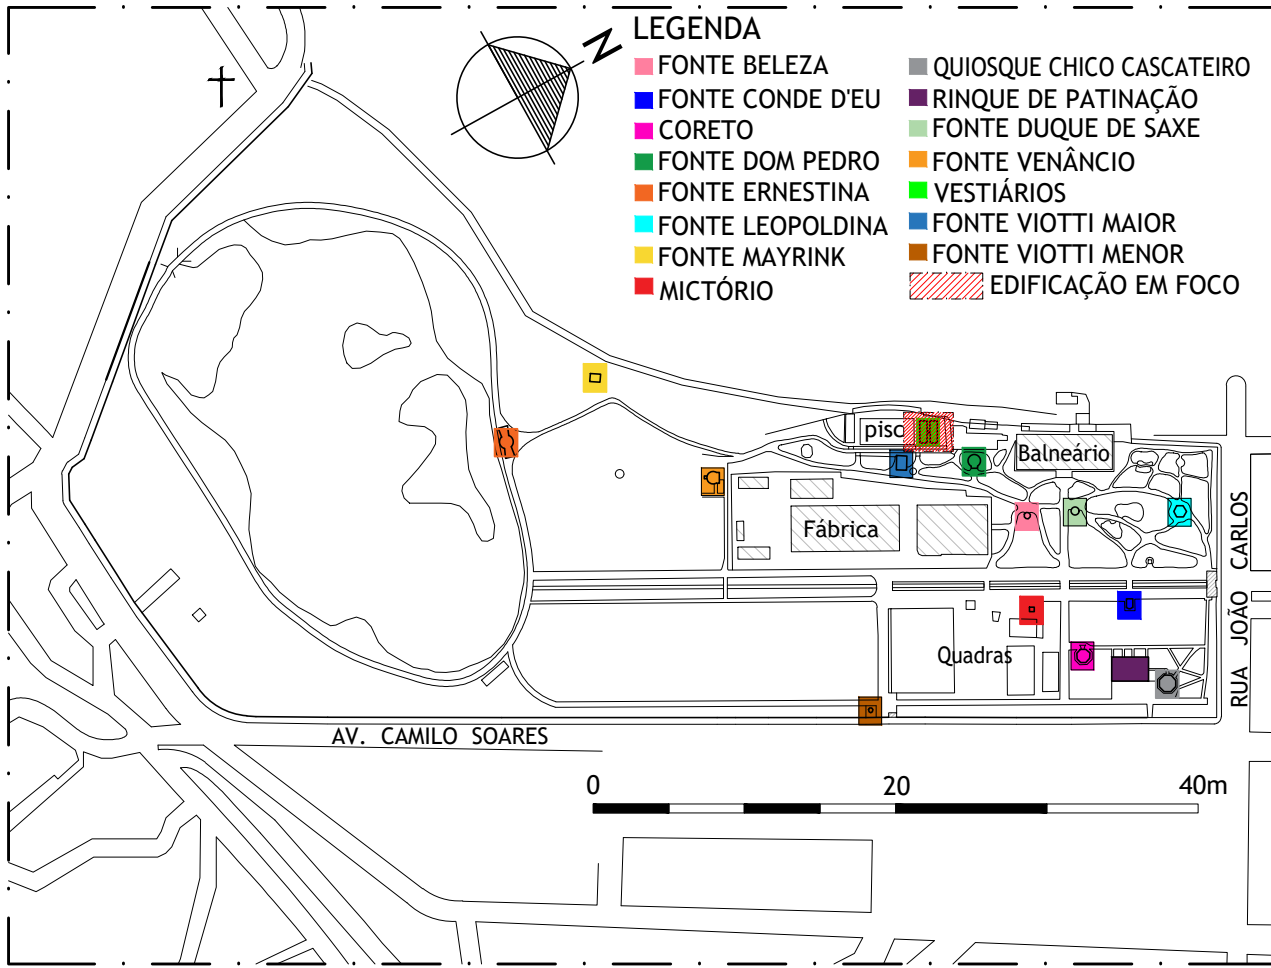 LEGENDA
FONTE BELEZA
FONTE CONDE D'EU
CORETO
FONTE DOM PEDRO
FONTE ERNESTINA
FONTE LEOPOLDINA
FONTE MAYRINK
MICTÓRIO
QUIOSQUE CHICO CASCATEIRO
RINQUE DE PATINAÇÃO
FONTE DUQUE DE SAXE
FONTE VENÂNCIO
VESTIÁRIOS
FONTE VIOTTI MAIOR
FONTE VIOTTI MENOR
EDIFICAÇÃO EM FOCO
N
pisc
Balneário
Fábrica
Quadras
RUA JOÃO CARLOS
AV. CAMILO SOARES
0 20 40m